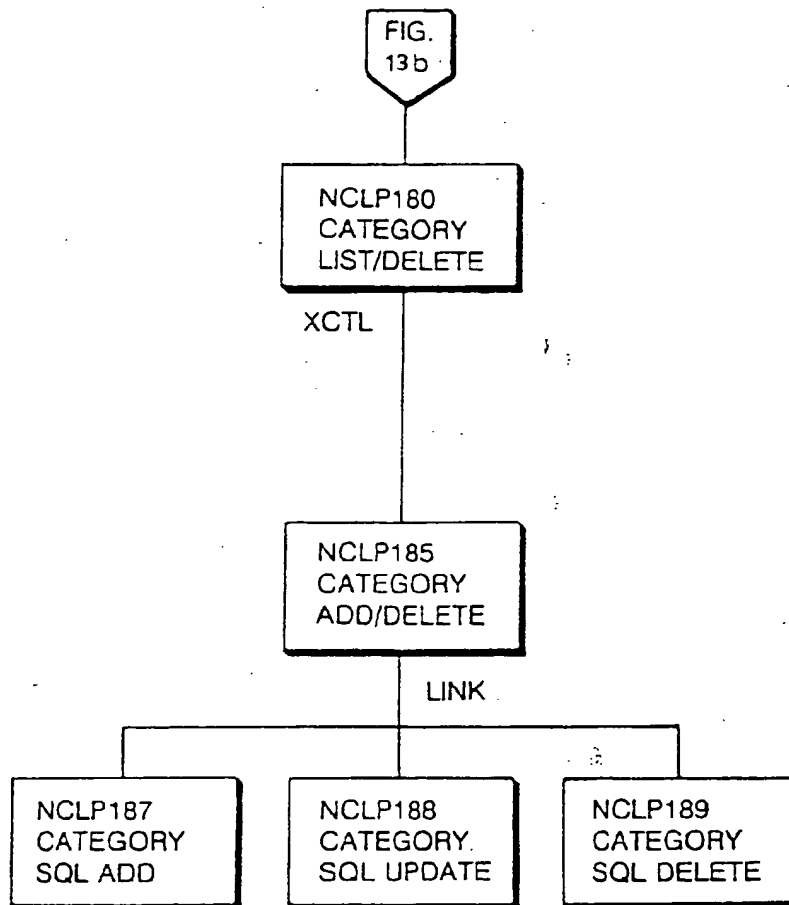 FIG.
13b
NCLP180
CATEGORY
LIST/DELETE
XCTL
NCLP185
CATEGORY
ADD/DELETE
LINK
NCLP187
CATEGORY
SQL ADD
NCLP188
CATEGORY.
SQL UPDATE
NCLP189
CATEGORY
SQL DELETE